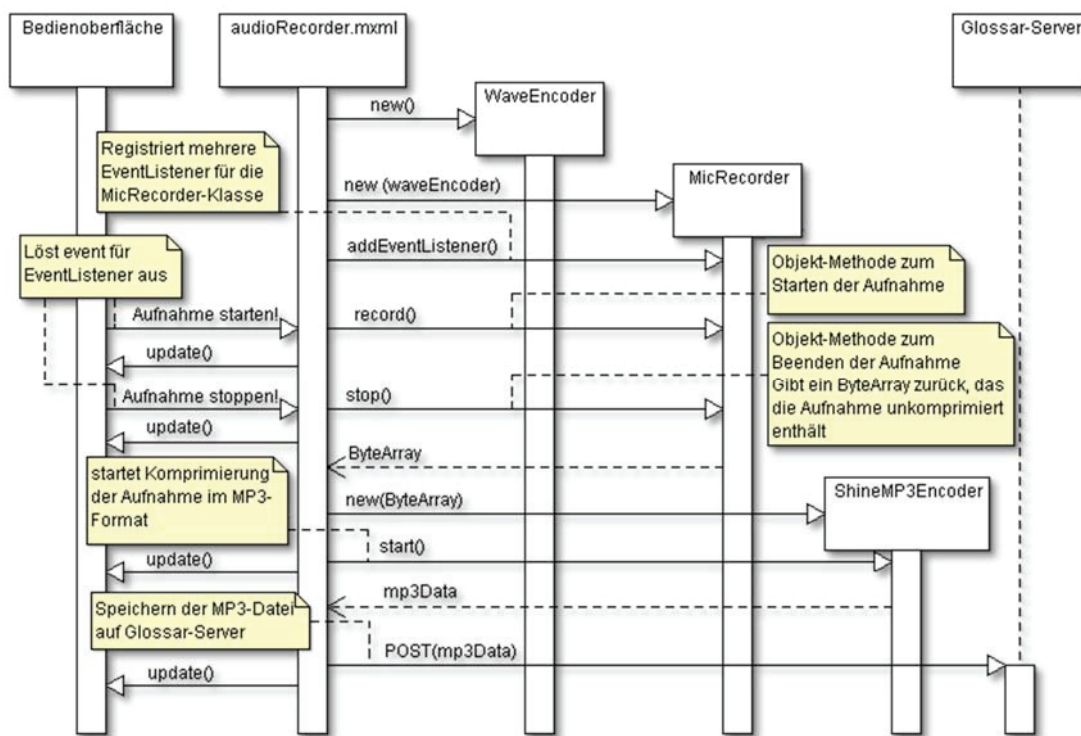 Bedienoberfläche
audioRecorder.mxml
Glossar-Server
new()
WaveEncoder
Registriert mehrere
EventListener für die
MicRecorder-Klasse
new (waveEncoder)
MicRecorder
addEventListener()
Löst event für
EventListener aus
Objekt-Methode zum
Starten der Aufnahme
Aufnahme starten!
record()
update()
Objekt-Methode zum
Beenden der Aufnahme
Gibt ein ByteArray zurück, das
die Aufnahme unkomprimiert
enthält
Aufnahme stoppen!
stop()
update()
ByteArray
startet Komprimierung
der Aufnahme im MP3-
Format
new(ByteArray)
ShineMP3Encoder
start()
update()
mp3Data
Speichern der MP3-Datei
auf Glossar-Server
POST(mp3Data)
update()